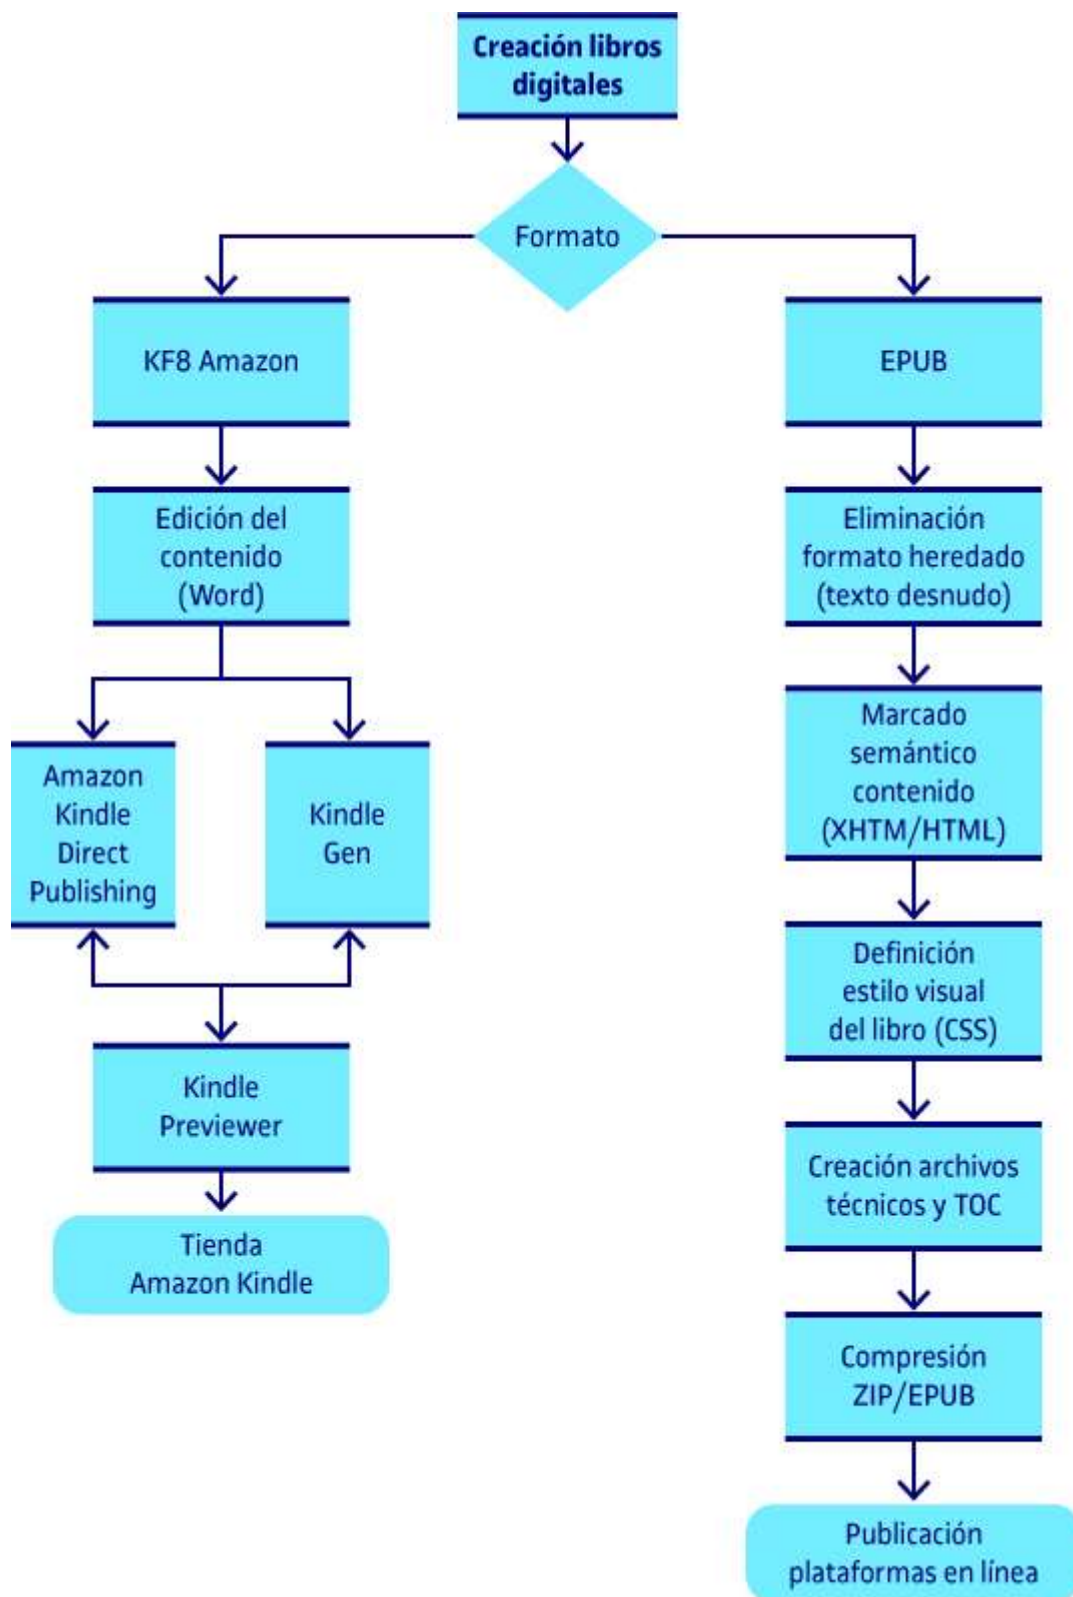 Creación libros
digitales
Formato
KF8 Amazon
Edición del
contenido
(Word)
Amazon
Kindle
Direct
Publishing
Kindle
Gen
Kindle
Previewer
Tienda
Amazon Kindle
EPUB
Eliminación
formato heredado
(texto desnudo)
Marcado
semántico
contenido
(XHTM/HTML)
Definición
estilo visual
del libro (CSS)
Creación archivos
técnicos y TOC
Compresión
ZIP/EPUB
Publicación
plataformas en línea